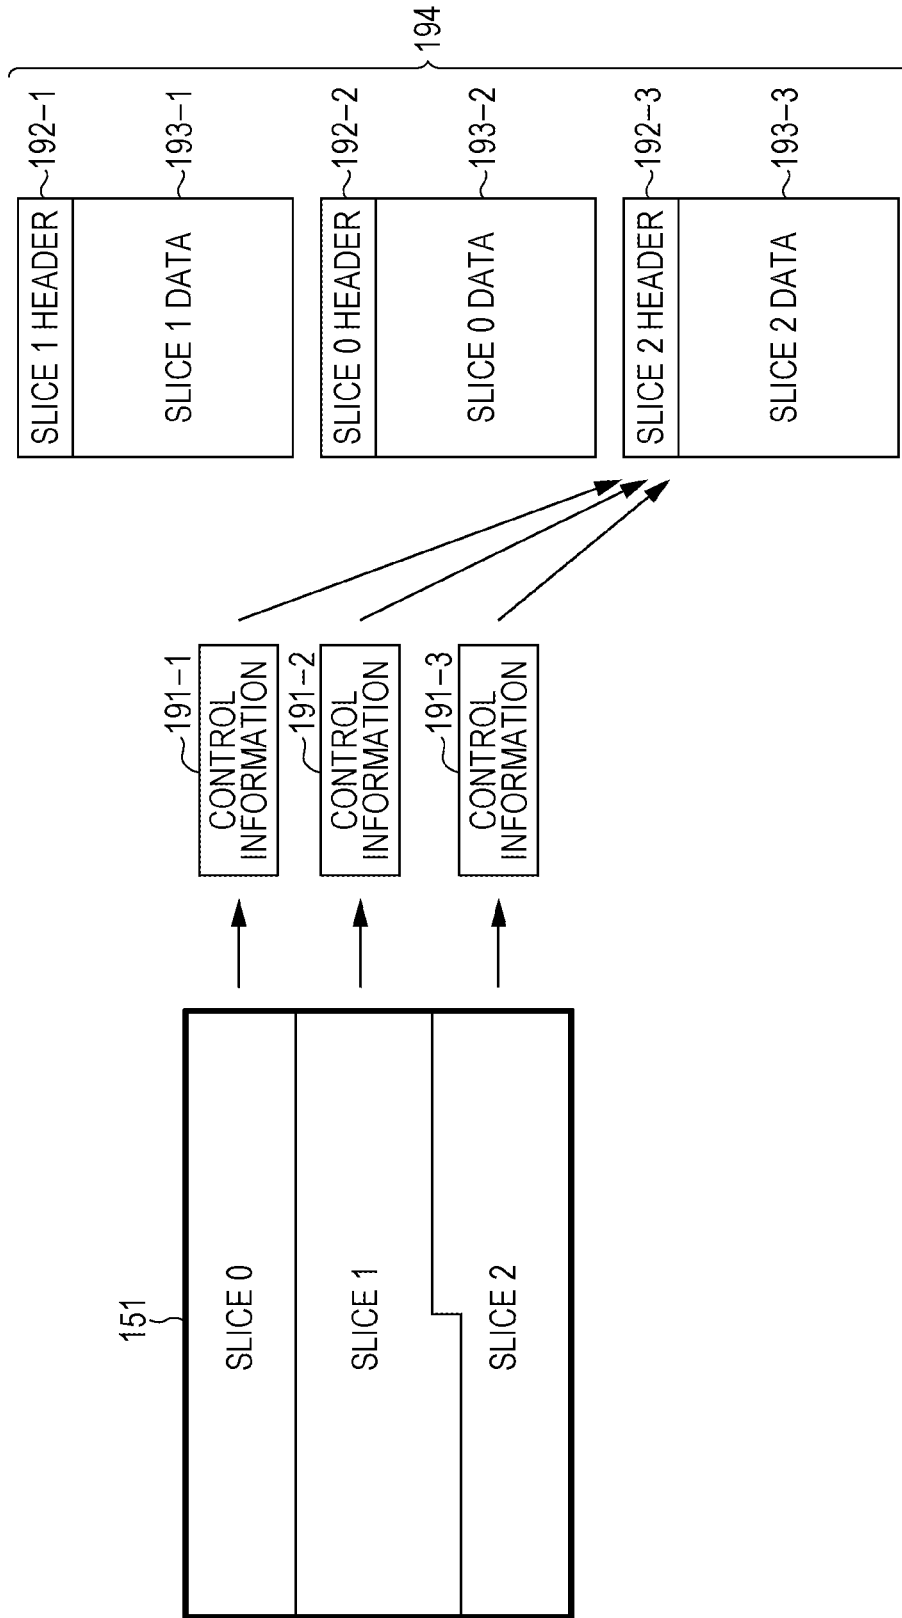 151
SLICE 0
SLICE 1
SLICE 2
191-1
CONTROL
INFORMATION
191-2
CONTROL
INFORMATION
191-3
CONTROL
INFORMATION
SLICE 1 HEADER
192-1
SLICE 1 DATA
193-1
SLICE 0 HEADER
192-2
SLICE 0 DATA
193-2
SLICE 2 HEADER
192-3
SLICE 2 DATA
193-3
194